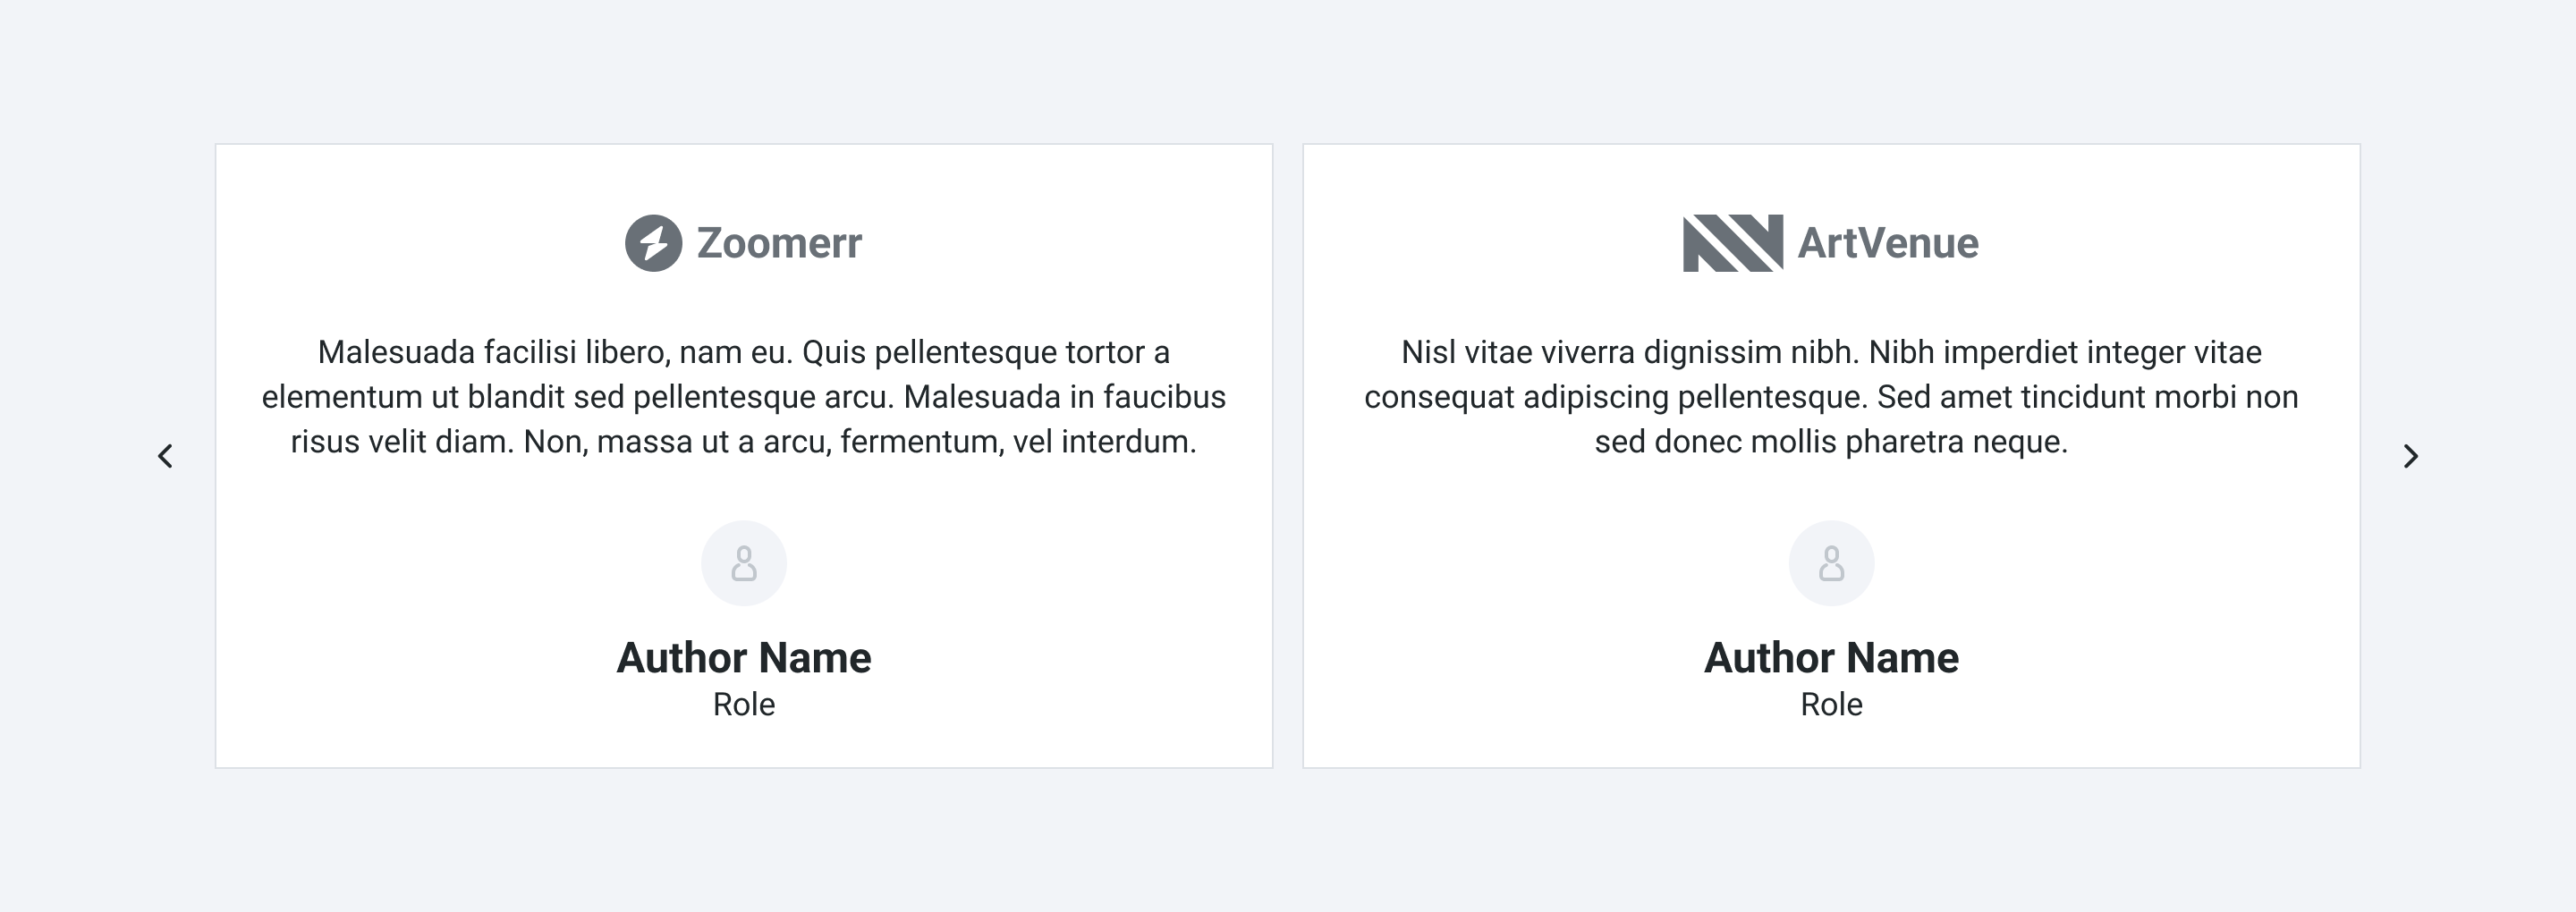 Zoomerr
Malesuada facilisi libero, nam eu. Quis pellentesque tortor a
elementum ut blandit sed pellentesque arcu. Malesuada in faucibus
risus velit diam. Non, massa ut a arcu, fermentum, vel interdum.
Author Name
Role
ArtVenue
Nisl vitae viverra dignissim nibh. Nibh imperdiet integer vitae
consequat adipiscing pellentesque. Sed amet tincidunt morbi non
sed donec mollis pharetra neque.
Author Name
Role